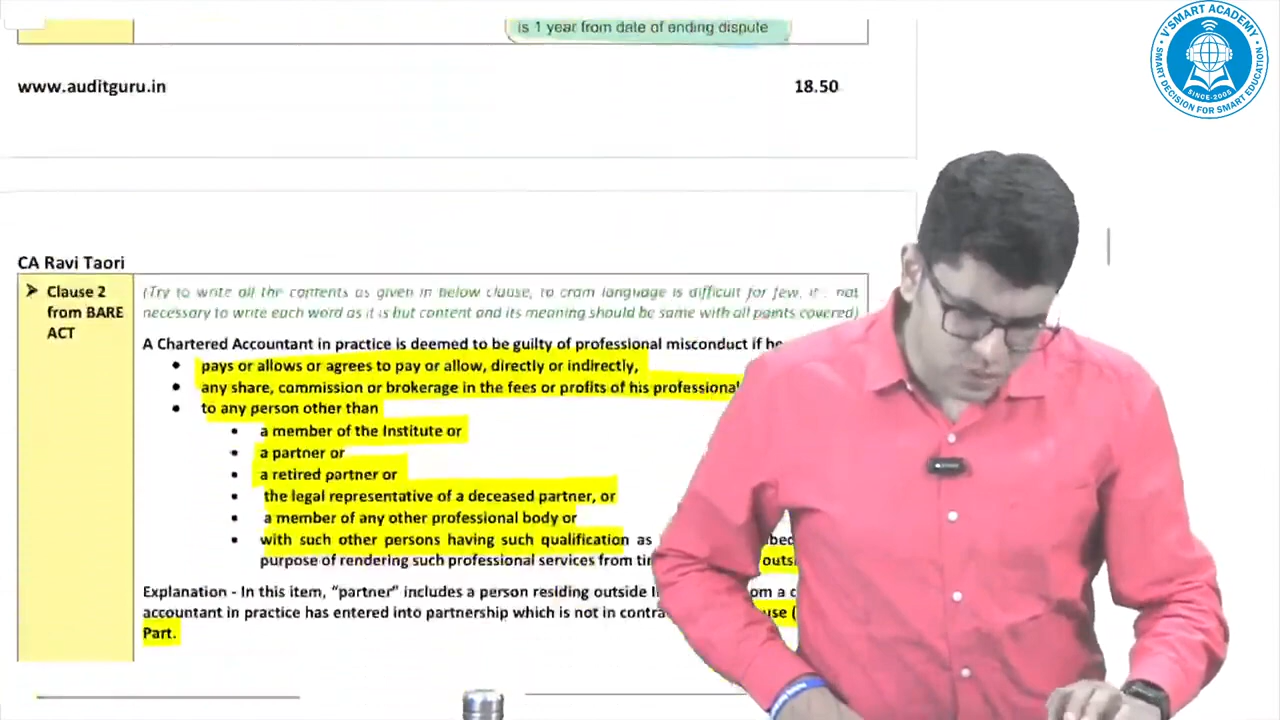 is 1 year from date of ending dispute
www.auditguru.in
18.50
V'SMART ACADEMY
SINCE-2005
SMART DECISION FOR SMART EDUCATION
CA Ravi Taori
➤ Clause 2
from BARE
ACT
(Try to write all the contents as given in below clause, to cram language is difficult for few, not
necessary to write each word as it is but content and its meaning should be same with all points covered)
A Chartered Accountant in practice is deemed to be guilty of professional misconduct if he
• pays or allows or agrees to pay or allow, directly or indirectly,
• any share, commission or brokerage in the fees or profits of his professional
• to any person other than
• a member of the Institute or
• a partner or
• a retired partner or
• the legal representative of a deceased partner, or
• a member of any other professional body or
• with such other persons having such qualification as
purpose of rendering such professional services from
Explanation - In this item, "partner" includes a person residing outside
accountant in practice has entered into partnership which is not in
Part.